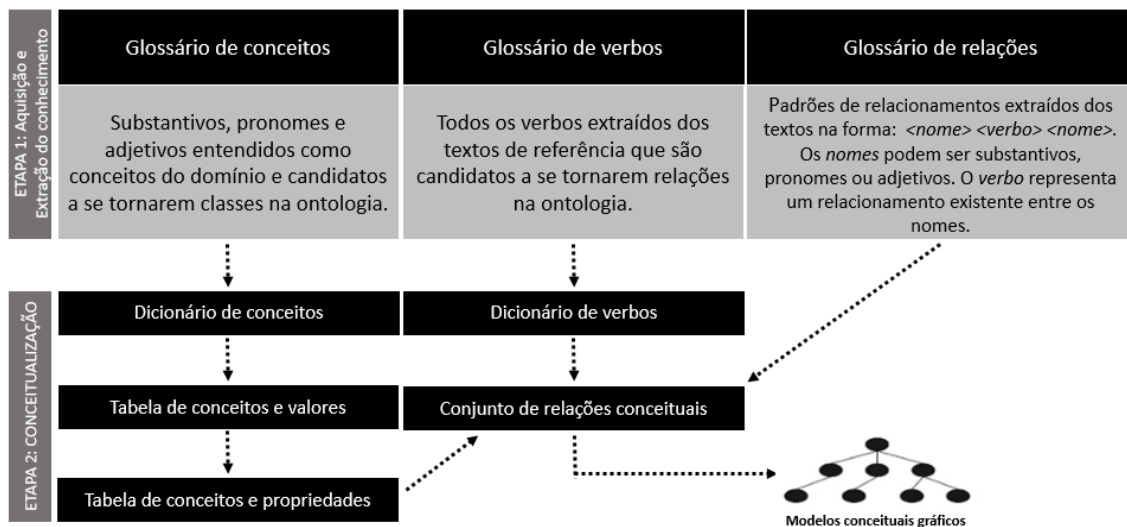 ETAPA 1: Aquisição e
Extração do conhecimento
Glossário de conceitos
Glossário de verbos
Glossário de relações
Substantivos, pronomes e
adjetivos entendidos como
conceitos do domínio e candidatos
a se tornarem classes na ontologia.
Todos os verbos extraídos dos
textos de referência que são
candidatos a se tornarem relações
na ontologia.
Padrões de relacionamentos extraídos dos
textos na forma: <nome> <verbo> <nome>.
Os nomes podem ser substantivos,
pronomes ou adjetivos. O verbo representa
um relacionamento existente entre os
nomes.
ETAPA 2: CONCEITUALIZAÇÃO
Dicionário de conceitos
Dicionário de verbos
Tabela de conceitos e valores
Conjunto de relações conceituais
Tabela de conceitos e propriedades
Modelos conceituais gráficos